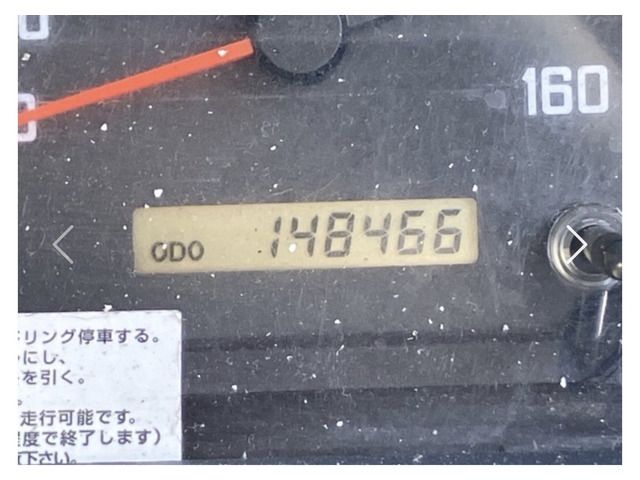 160
ODO 148466
リング停車する。
にし、
を引く。
走行可能です。
程度で終了します)
下さい。